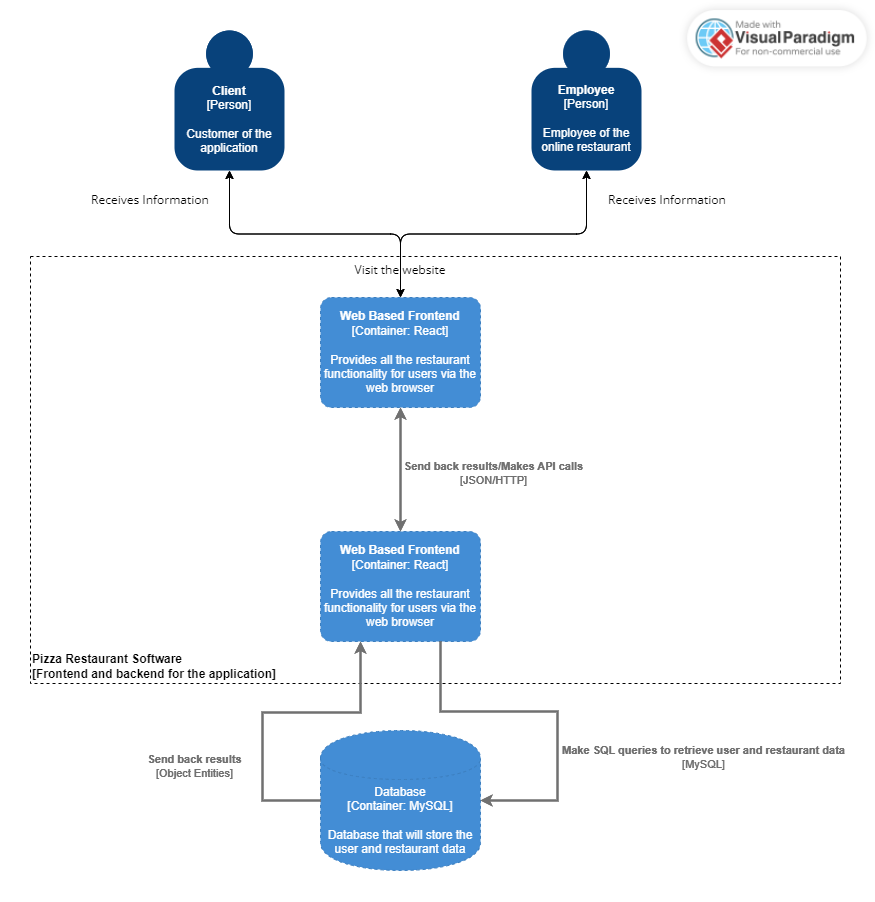 Made with
VisualParadigm
For non-commercial use
Client
[Person]
Customer of the
application
Employee
[Person]
Employee of the
online restaurant
Receives Information
Receives Information
Visit the website
Web Based Frontend
[Container: React]
Provides all the restaurant
functionality for users via the
web browser
Send back results/Makes API calls
[JSON/HTTP]
Web Based Frontend
[Container: React]
Provides all the restaurant
functionality for users via the
web browser
Pizza Restaurant Software
[Frontend and backend for the application]
Send back results
[Object Entities]
Make SQL queries to retrieve user and restaurant data
[MySQL]
Database
[Container: MySQL]
Database that will store the
user and restaurant data